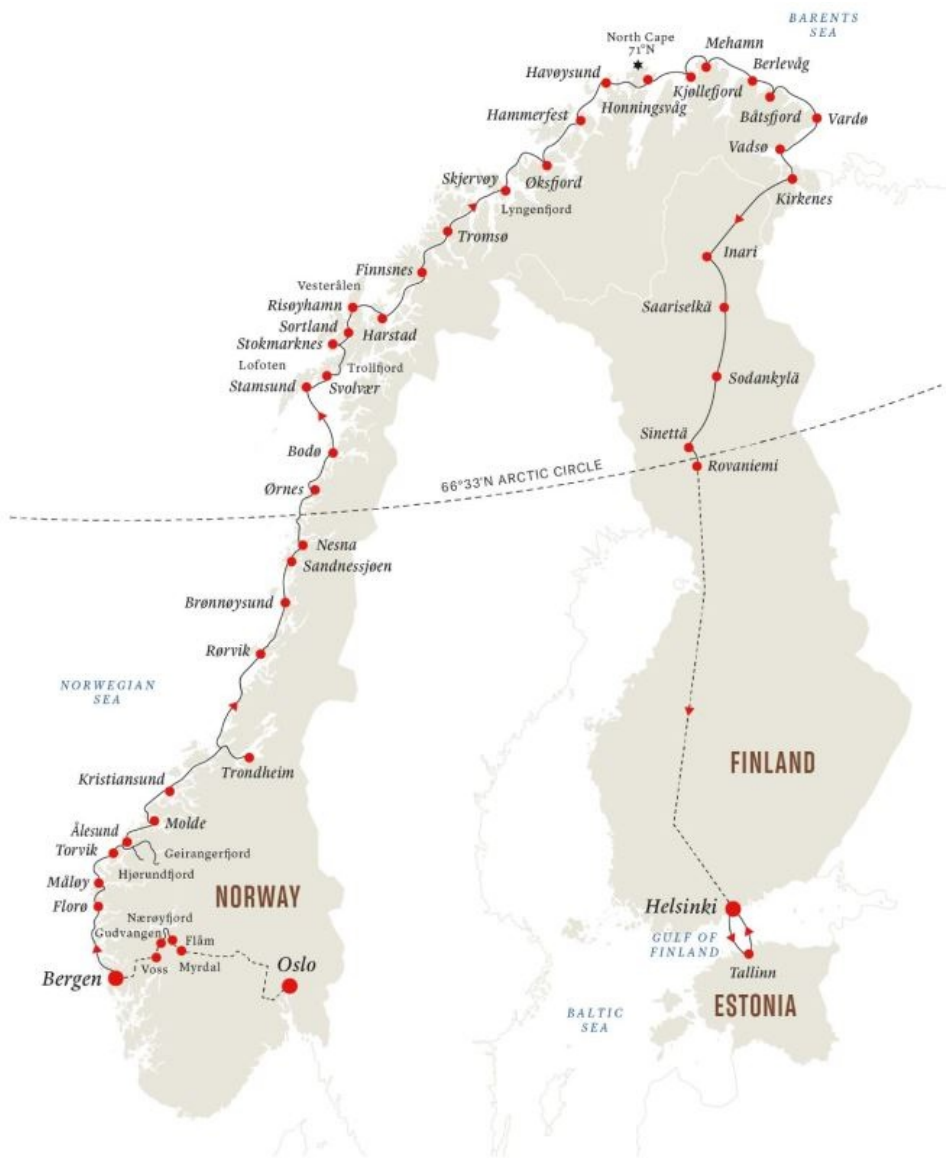 BARENTS
SEA
North Cape
71°N
Mehamn
Berlevåg
Havøysund
Kjøllefjord
Honningsvåg
Båtsfjord
Vardø
Hammerfest
Vadsø
Skjervøy
Øksfjord
Kirkenes
Lyngenfjord
Tromsø
Inari
Finnsnes
Vesterålen
Risøyhamn
Saariselkä
Sortland
Harstad
Stokmarknes
Lofoten
Trollfjord
Stamsund
Svolvær
Sodankylä
Sinettä
Bodø
Rovaniemi
66°33'N ARCTIC CIRCLE
Ørnes
Nesna
Sandnessjøen
Brønnøysund
Rørvik
NORWEGIAN
SEA
Trondheim
FINLAND
Kristiansund
Molde
Ålesund
Torvik
Geirangerfjord
Hjørundfjord
Måløy
NORWAY
Florø
Helsinki
Nærøyfjord
Gudvangen
Flåm
GULF OF
FINLAND
Voss
Myrdal
Oslo
Bergen
Tallinn
ESTONIA
BALTIC
SEA